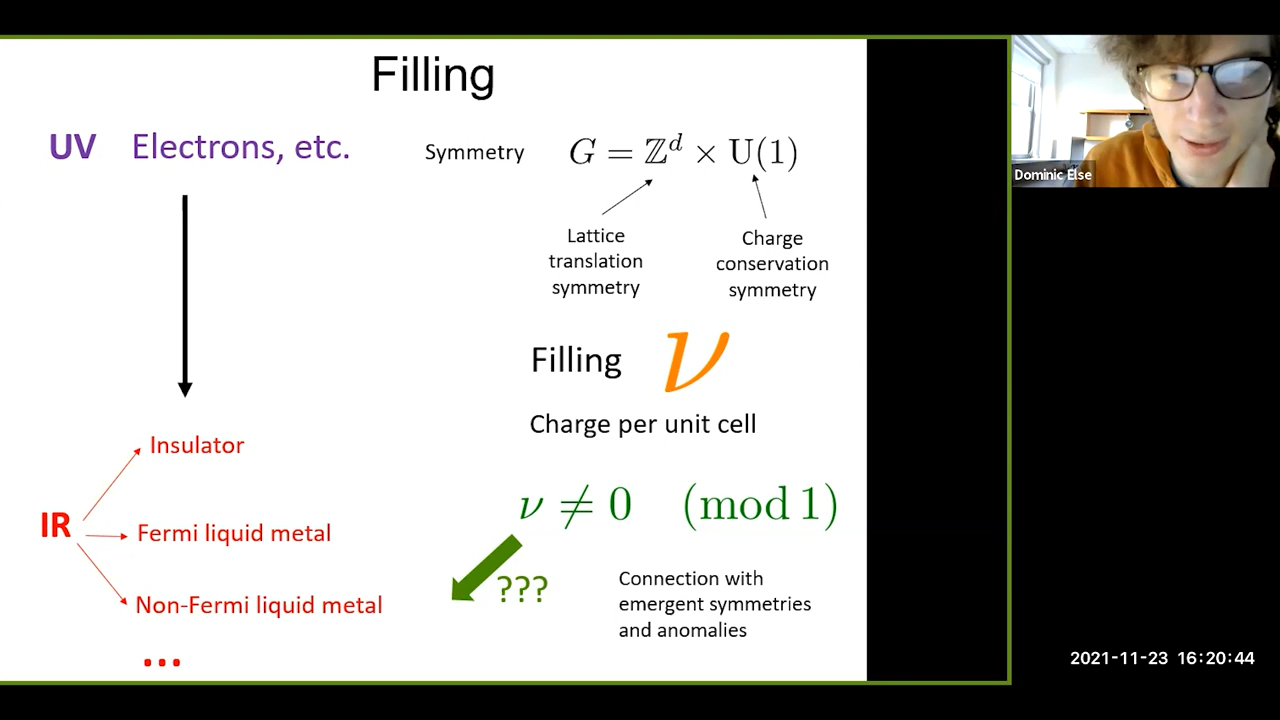 Filling
UV Electrons, etc.
Symmetry G = ℤ^d × U(1)
Lattice
translation
symmetry
Charge
conservation
symmetry
Filling ν
Charge per unit cell
ν ≠ 0 (mod 1)
???
Connection with
emergent symmetries
and anomalies
IR
Insulator
Fermi liquid metal
Non-Fermi liquid metal
...
Dominic Else
2021-11-23 16:20:44